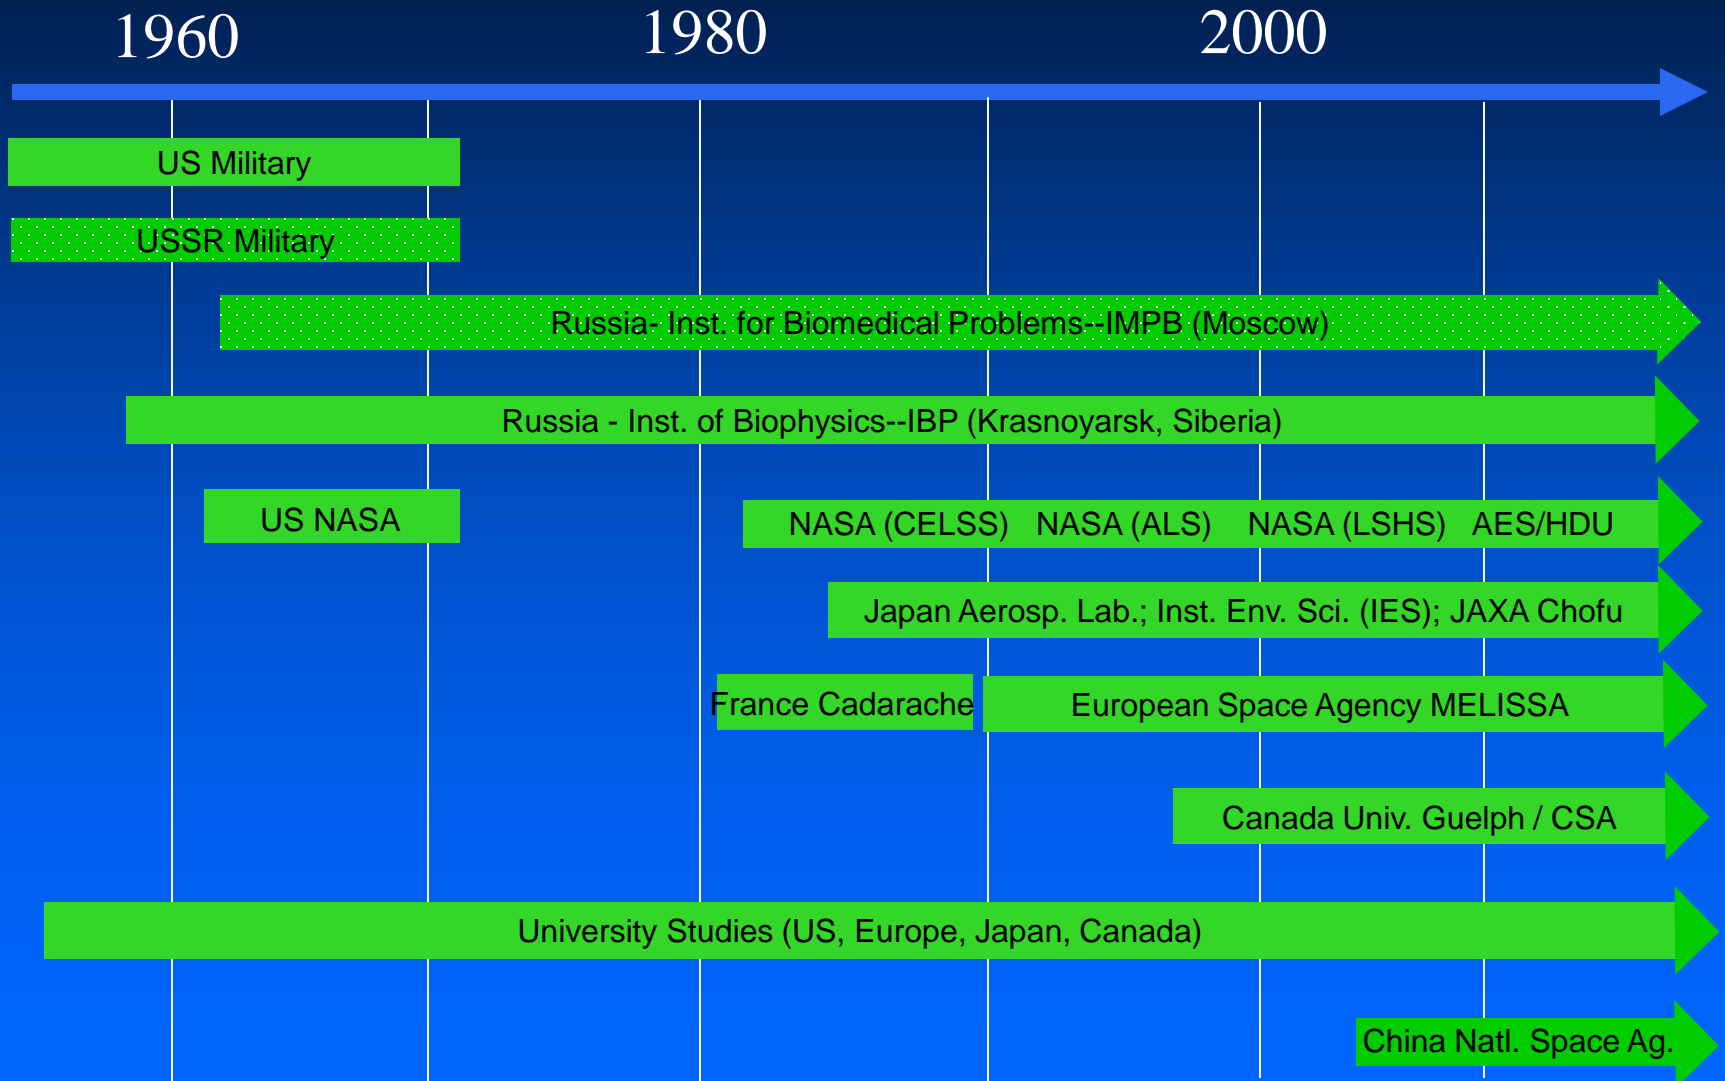 1960
1980
2000
US Military
USSR Military
Russia- Inst. for Biomedical Problems--IMPB (Moscow)
Russia - Inst. of Biophysics--IBP (Krasnoyarsk, Siberia)
US NASA
NASA (CELSS) NASA (ALS) NASA (LSHS) AES/HDU
Japan Aerosp. Lab.; Inst. Env. Sci. (IES); JAXA Chofu
France Cadarache
European Space Agency MELISSA
Canada Univ. Guelph / CSA
University Studies (US, Europe, Japan, Canada)
China Natl. Space Ag.